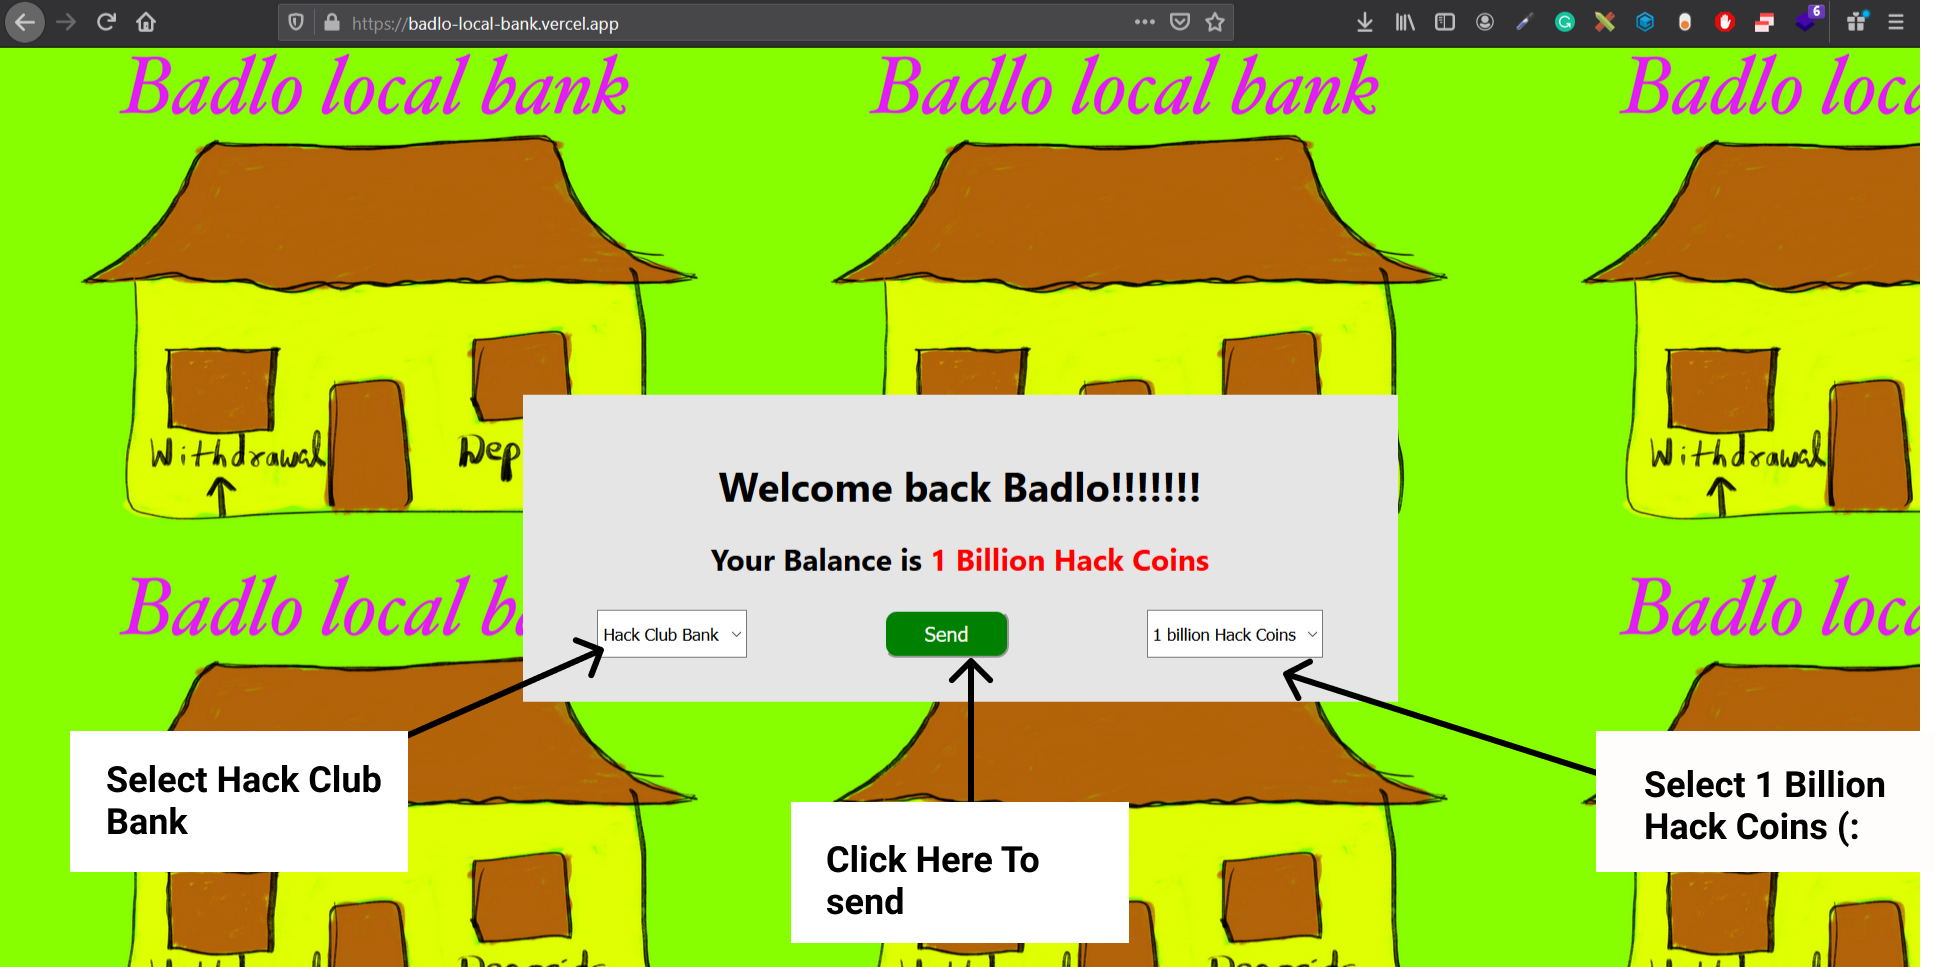 https://badlo-local-bank.vercel.app
6
Badlo local bank
Badlo local bank
Badlo loca
Withdrawal
Dep
Withdrawal
Welcome back Badlo!!!!!!!
Your Balance is 1 Billion Hack Coins
Badlo local b
Badlo loca
Hack Club Bank
Send
1 billion Hack Coins
Select Hack Club
Bank
Click Here To
send
Select 1 Billion
Hack Coins (: